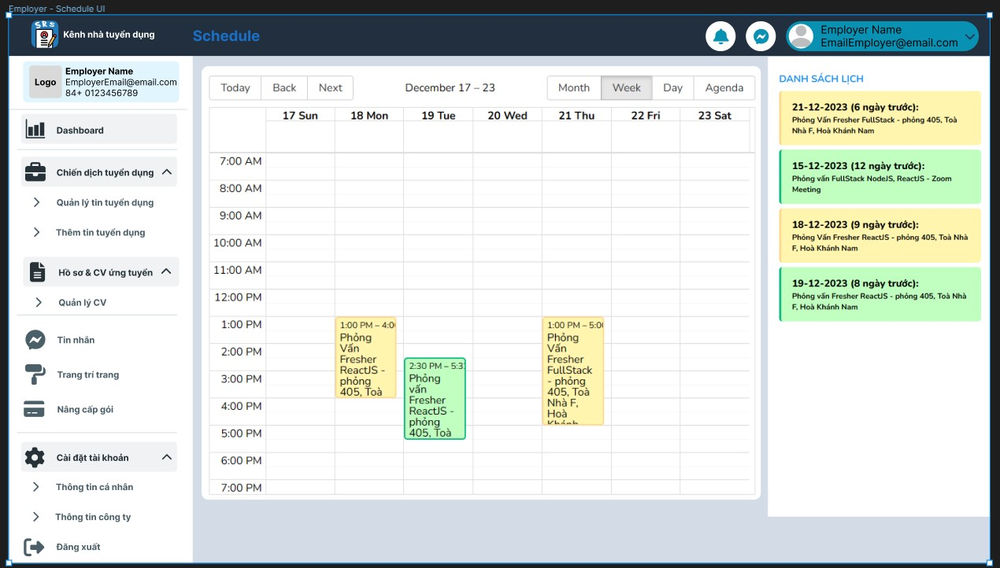 Employer - Schedule UI
SRS
Kênh nhà tuyển dụng
Schedule
Employer Name
EmailEmployer@email.com
Logo
Employer Name
EmployerEmail@email.com
84+ 0123456789
Dashboard
Chiến dịch tuyển dụng
Quản lý tin tuyển dụng
Thêm tin tuyển dụng
Hồ sơ & CV ứng tuyển
Quản lý CV
Tin nhắn
Trang trí trang
Nâng cấp gói
Cài đặt tài khoản
Thông tin cá nhân
Thông tin công ty
Đăng xuất
Today
Back
Next
December 17 – 23
Month
Week
Day
Agenda
17 Sun
18 Mon
19 Tue
20 Wed
21 Thu
22 Fri
23 Sat
7:00 AM
8:00 AM
9:00 AM
10:00 AM
11:00 AM
12:00 PM
1:00 PM
2:00 PM
3:00 PM
4:00 PM
5:00 PM
6:00 PM
7:00 PM
1:00 PM – 4:0
Phỏng
Vấn
Fresher
ReactJS -
phòng
405, Toà
2:30 PM – 5:3
Phỏng
vấn
Fresher
ReactJS -
phòng
405, Toà
1:00 PM – 5:0
Phỏng
Vấn
Fresher
FullStack
- phòng
405, Toà
Nhà F,
Hoà
Khánh
DANH SÁCH LỊCH
21-12-2023 (6 ngày trước):
Phỏng Vấn Fresher FullStack - phòng 405, Toà
Nhà F, Hoà Khánh Nam
15-12-2023 (12 ngày trước):
Phỏng vấn FullStack NodeJS, ReactJS - Zoom
Meeting
18-12-2023 (9 ngày trước):
Phỏng Vấn Fresher ReactJS - phòng 405, Toà Nhà
F, Hoà Khánh Nam
19-12-2023 (8 ngày trước):
Phỏng vấn Fresher ReactJS - phòng 405, Toà Nhà
F, Hoà Khánh Nam